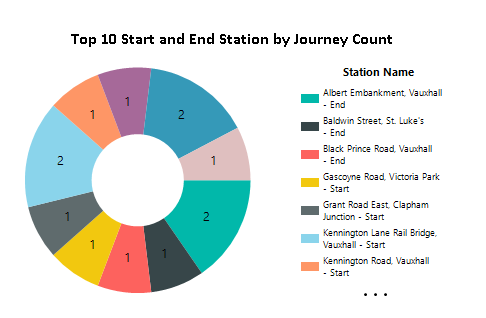 Top 10 Start and End Station by Journey Count
1
2
1
2
1
2
1
1
1
1
Station Name
Albert Embankment, Vauxhall
- End
Baldwin Street, St. Luke's
- End
Black Prince Road, Vauxhall
- End
Gascoyne Road, Victoria Park
- Start
Grant Road East, Clapham
Junction - Start
Kennington Lane Rail Bridge,
Vauxhall - Start
Kennington Road, Vauxhall
- Start
. . .